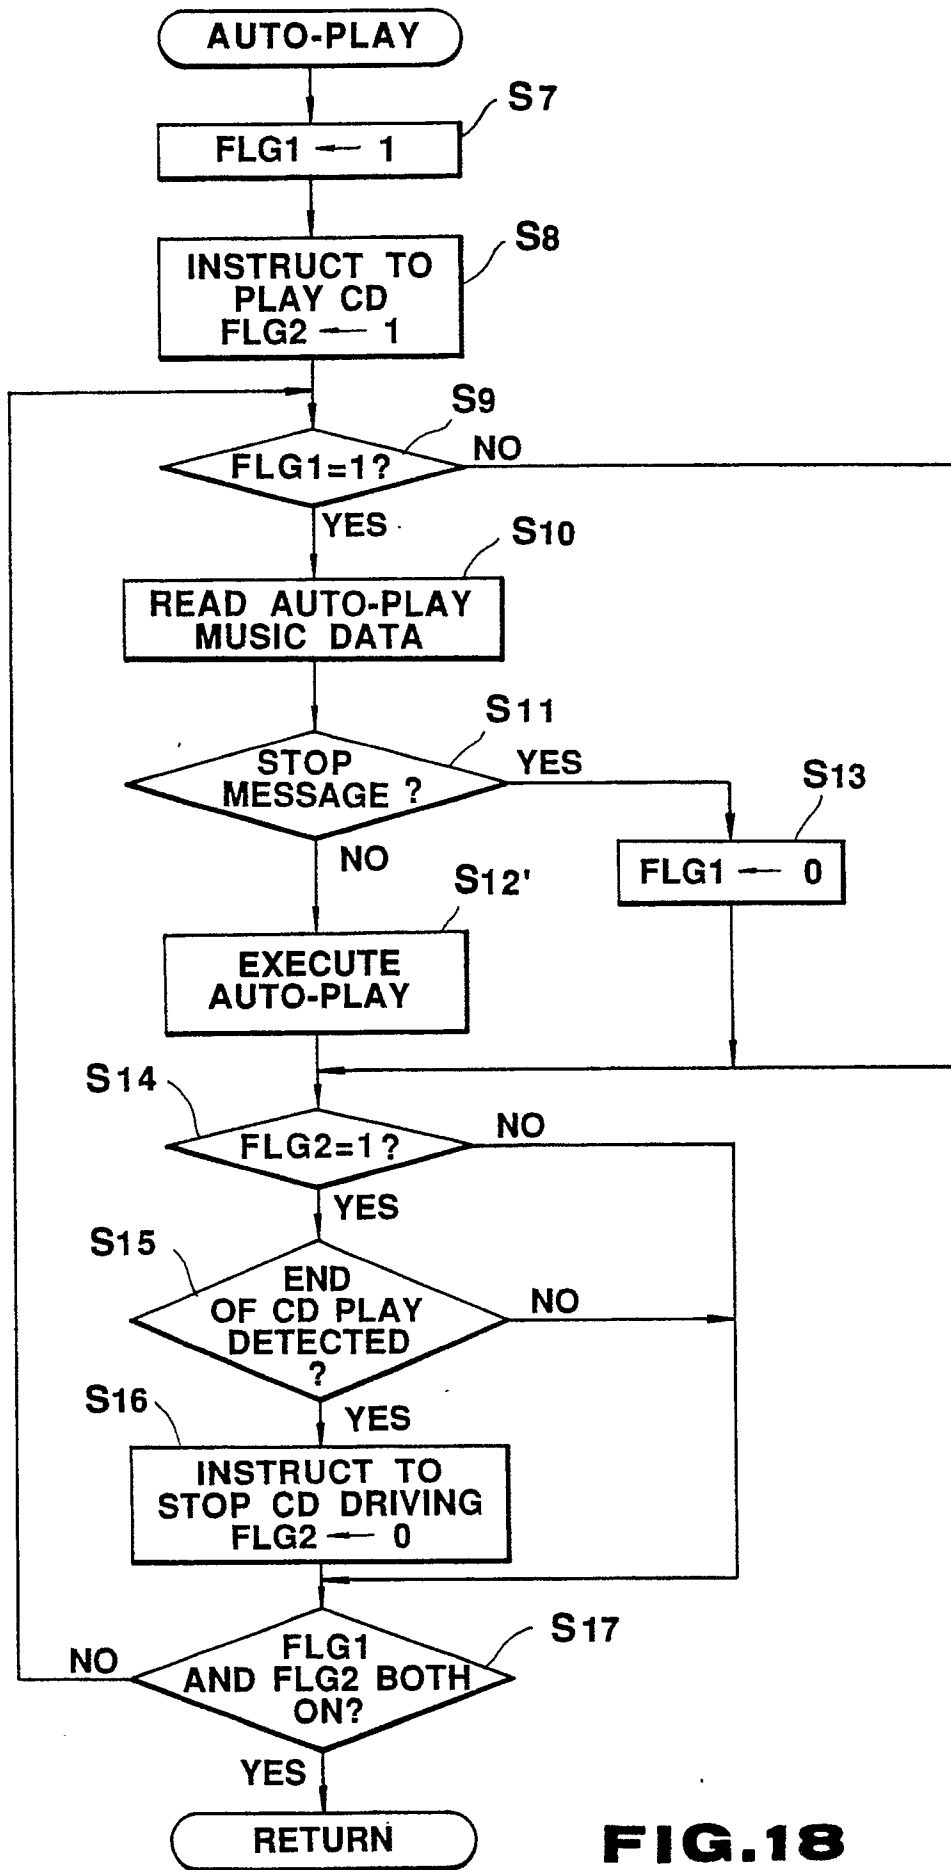 AUTO-PLAY
S7
FLG1 ← 1
S8
INSTRUCT TO
PLAY CD
FLG2 ← 1
S9
FLG1=1?
NO
YES
S10
READ AUTO-PLAY
MUSIC DATA
S11
STOP
MESSAGE ?
YES
NO
S13
FLG1 ← 0
S12'
EXECUTE
AUTO-PLAY
S14
FLG2=1?
NO
YES
S15
END
OF CD PLAY
DETECTED
?
NO
YES
S16
INSTRUCT TO
STOP CD DRIVING
FLG2 ← 0
S17
FLG1
AND FLG2 BOTH
ON?
NO
YES
RETURN
FIG.18